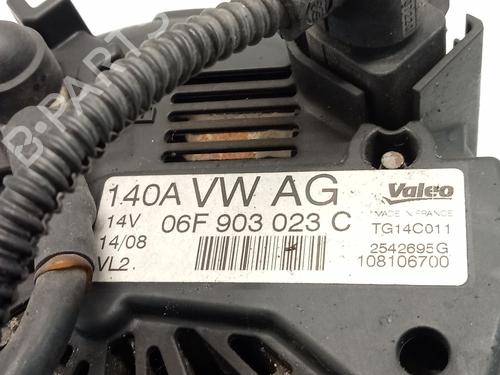 B-PARTS
140A VW AG
Valeo
MADE IN FRANCE
14V
06F 903 023 C
TG14C011
14/08
2542695G
VL2
108106700